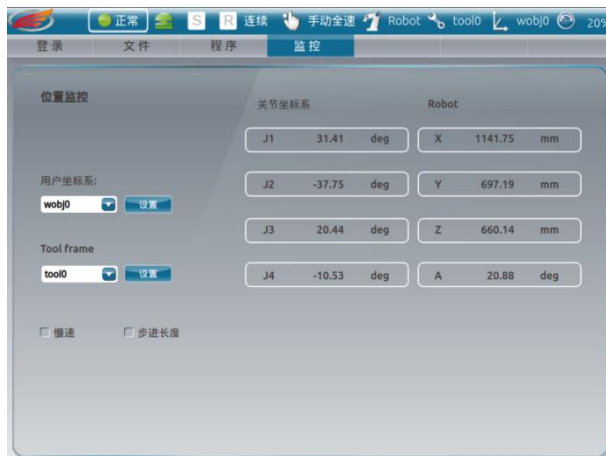 正常 S R 连续 手动全速 Robot tool0 wobj0 20%
登录 文件 程序 监控
位置监控
关节坐标系 Robot
J1 31.41 deg X 1141.75 mm
用户坐标系:
J2 -37.75 deg Y 697.19 mm
wobj0 设置
J3 20.44 deg Z 660.14 mm
Tool frame
tool0 设置
J4 -10.53 deg A 20.88 deg
慢速 步进长度